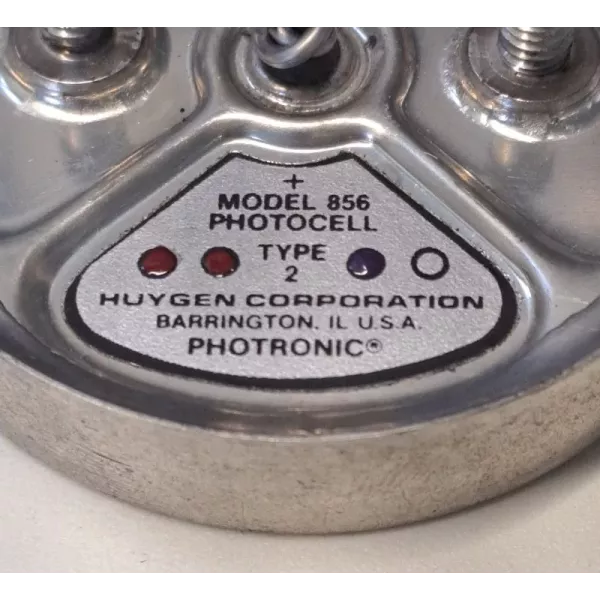 +
MODEL 856
PHOTOCELL
TYPE
2
HUYGEN CORPORATION
BARRINGTON, IL U.S.A.
PHOTRONIC®